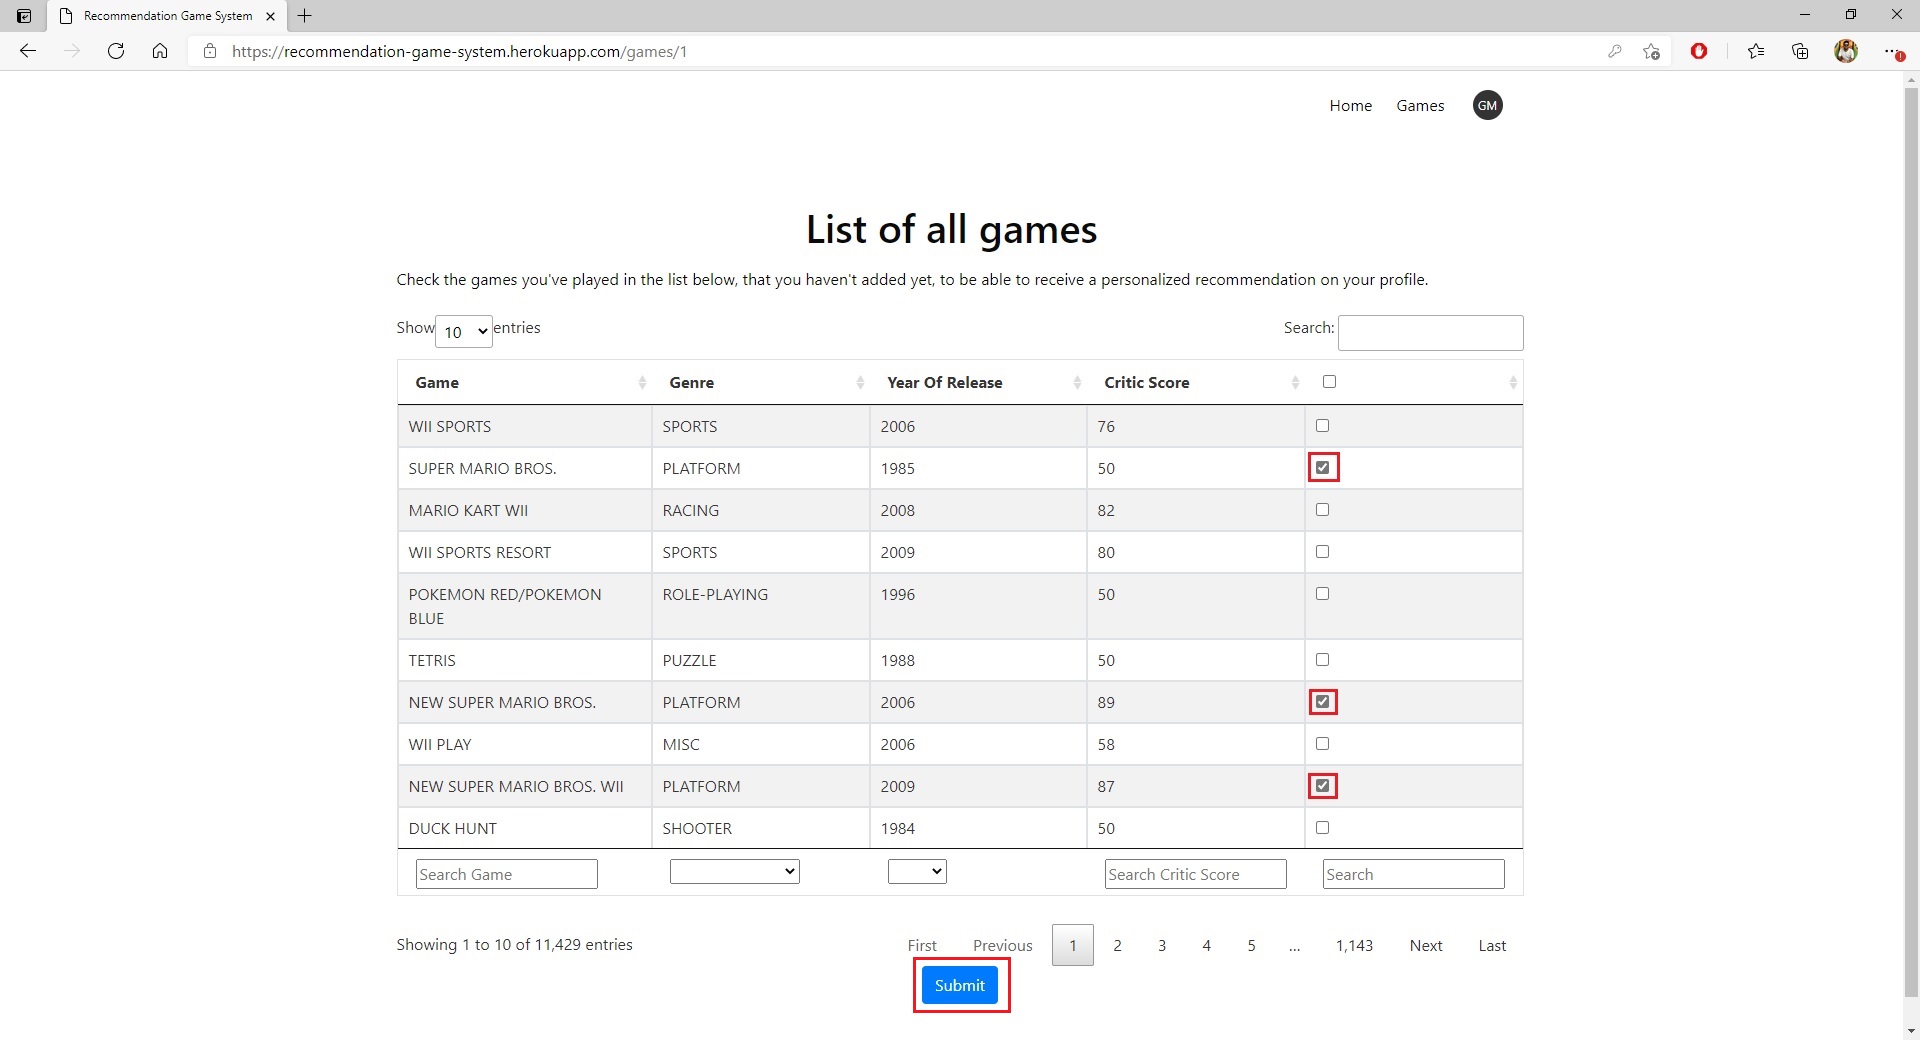 Recommendation Game System
https://recommendation-game-system.herokuapp.com/games/1
Home Games GM
List of all games
Check the games you've played in the list below, that you haven't added yet, to be able to receive a personalized recommendation on your profile.
Show 10 entries Search:
Game Genre Year Of Release Critic Score
WII SPORTS SPORTS 2006 76
SUPER MARIO BROS. PLATFORM 1985 50
MARIO KART WII RACING 2008 82
WII SPORTS RESORT SPORTS 2009 80
POKEMON RED/POKEMON ROLE-PLAYING 1996 50
BLUE
TETRIS PUZZLE 1988 50
NEW SUPER MARIO BROS. PLATFORM 2006 89
WII PLAY MISC 2006 58
NEW SUPER MARIO BROS. WII PLATFORM 2009 87
DUCK HUNT SHOOTER 1984 50
Search Game Search Critic Score Search
Showing 1 to 10 of 11,429 entries First Previous 1 2 3 4 5 ... 1,143 Next Last
Submit